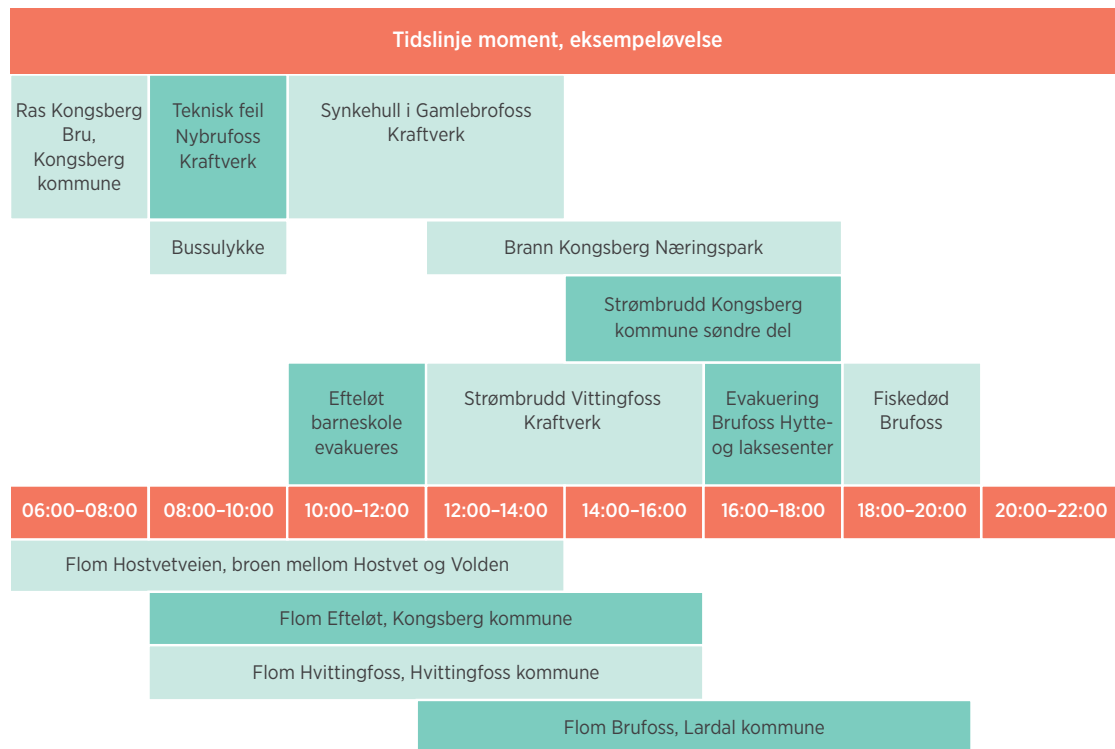 Tidslinje moment, eksempeløvelse
Ras Kongsberg
Bru,
Kongsberg
kommune
Teknisk feil
Nybrufoss
Kraftverk
Synkehull i Gamlebrofoss
Kraftverk
Bussulykke
Brann Kongsberg Næringspark
Strømbrudd Kongsberg
kommune søndre del
Efteløt
barneskole
evakueres
Strømbrudd Vittingfoss
Kraftverk
Evakuering
Brufoss Hytte-
og laksesenter
Fiskedød
Brufoss
06:00–08:00 08:00–10:00 10:00–12:00 12:00–14:00 14:00–16:00 16:00–18:00 18:00–20:00 20:00–22:00
Flom Hostvetveien, broen mellom Hostvet og Volden
Flom Efteløt, Kongsberg kommune
Flom Hvittingfoss, Hvittingfoss kommune
Flom Brufoss, Lardal kommune